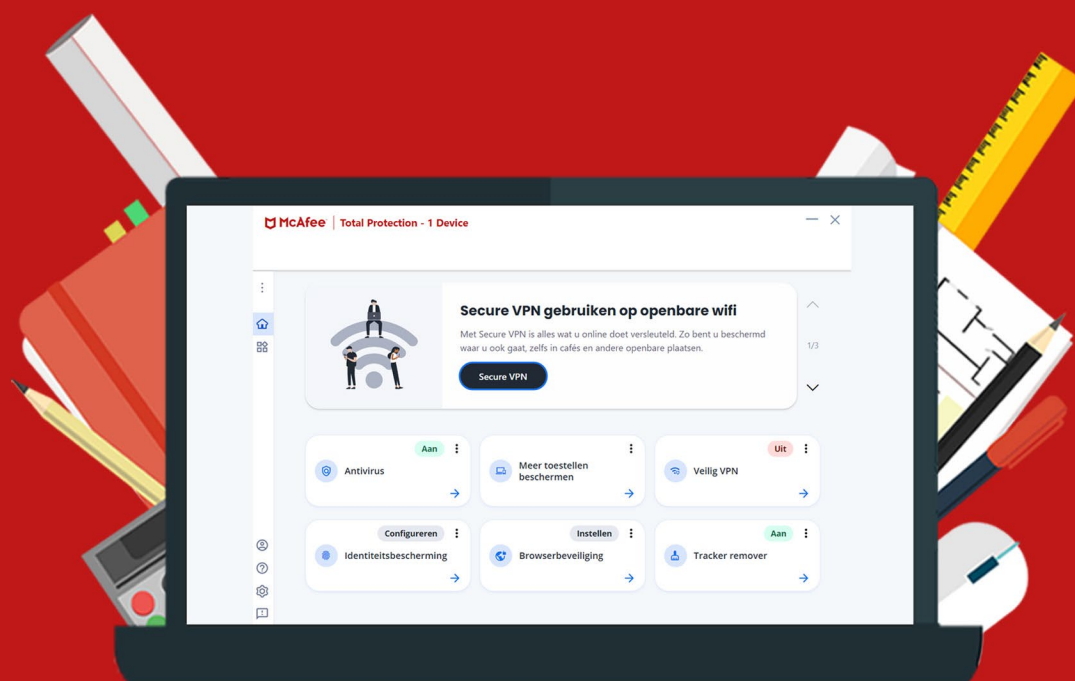 McAfee | Total Protection - 1 Device
Secure VPN gebruiken op openbare wifi
Met Secure VPN is alles wat u online doet versleuteld. Zo bent u beschermd
waar u ook gaat, zelfs in cafés en andere openbare plaatsen.
1/3
Secure VPN
Aan
Antivirus
Meer toestellen
beschermen
Uit
Veilig VPN
Configureren
Identiteitsbescherming
Instellen
Browserbeveiliging
Aan
Tracker remover